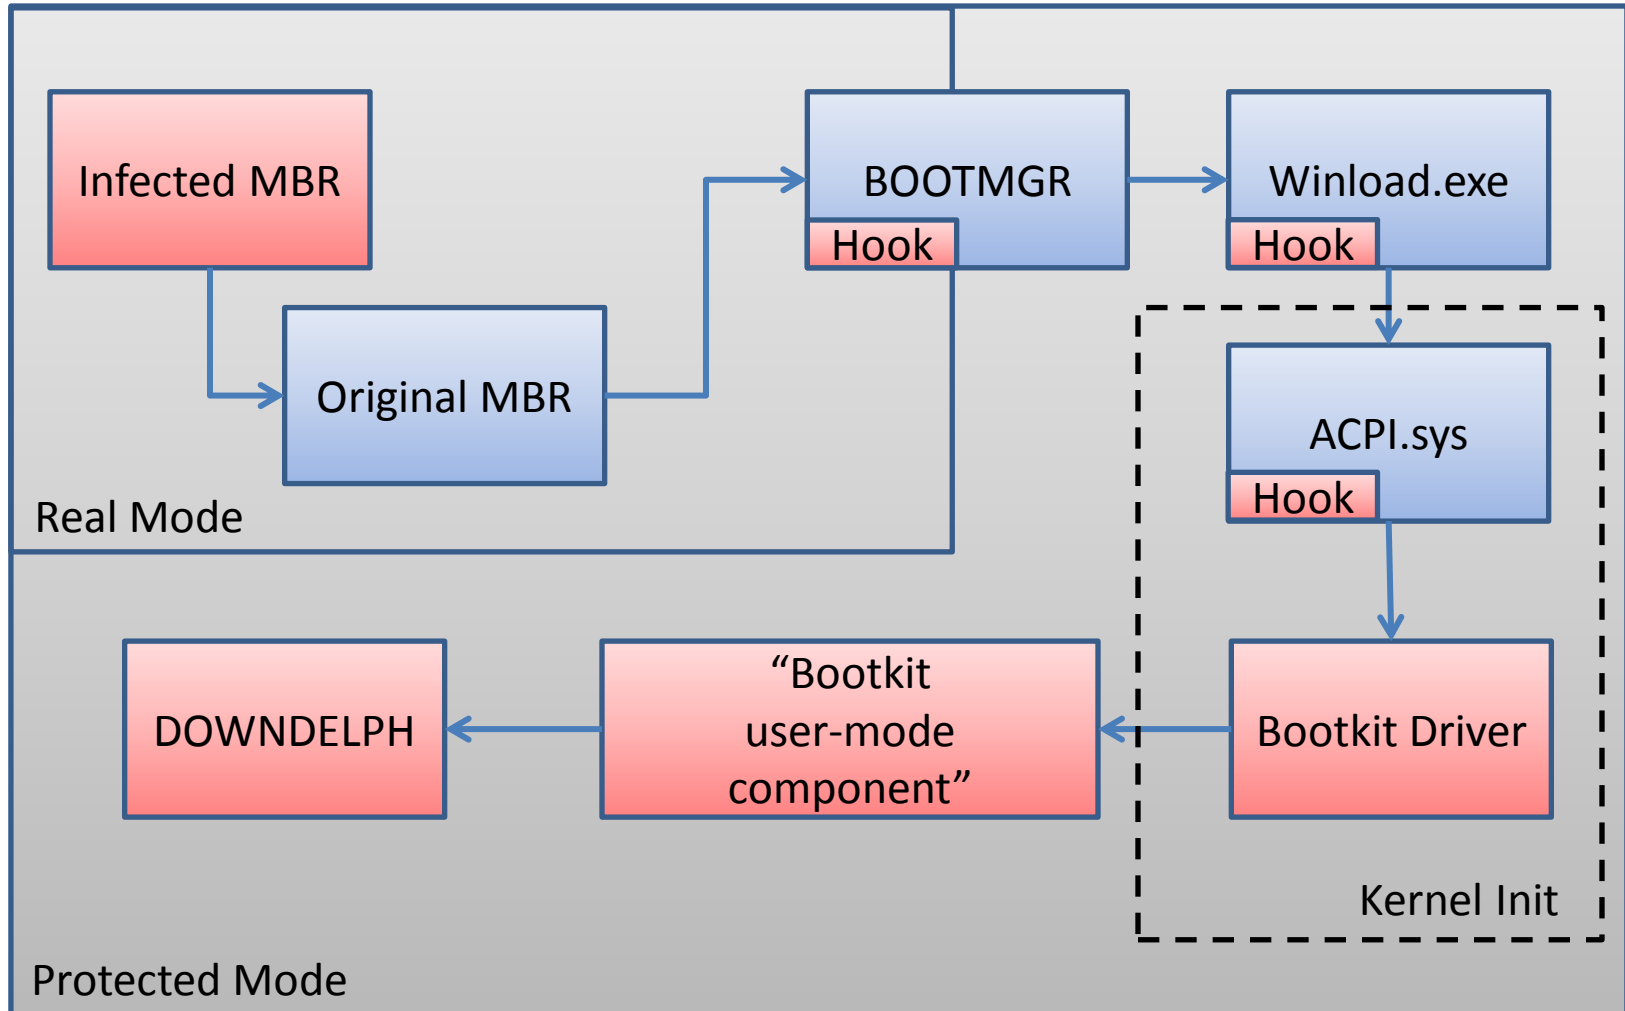 Infected MBR
Original MBR
Real Mode
BOOTMGR
Hook
Winload.exe
Hook
ACPI.sys
Hook
Bootkit Driver
Kernel Init
“Bootkit
user-mode
component”
DOWNDELPH
Protected Mode